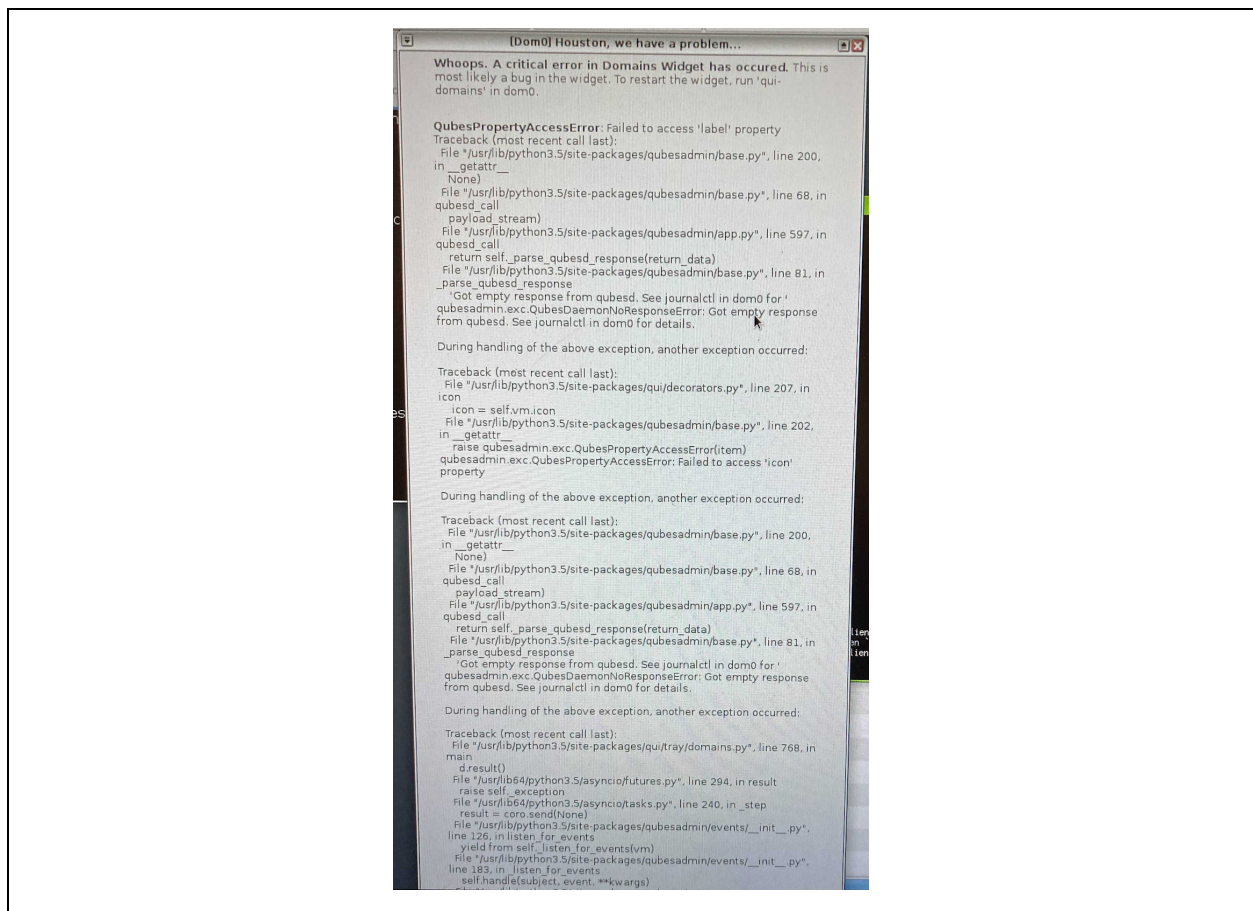 [Dom0] Houston, we have a problem...
Whoops. A critical error in Domains Widget has occured. This is
most likely a bug in the widget. To restart the widget, run 'qui-
domains' in dom0.
QubesPropertyAccessError: Failed to access 'label' property
Traceback (most recent call last):
File "/usr/lib/python3.5/site-packages/qubesadmin/base.py", line 200,
in __getattr__
None)
File "/usr/lib/python3.5/site-packages/qubesadmin/base.py", line 68, in
qubesd_call
payload_stream)
File "/usr/lib/python3.5/site-packages/qubesadmin/app.py", line 597, in
qubesd_call
return self._parse_qubesd_response(return_data)
File "/usr/lib/python3.5/site-packages/qubesadmin/base.py", line 81, in
_parse_qubesd_response
'Got empty response from qubesd. See journalctl in dom0 for '
qubesadmin.exc.QubesDaemonNoResponseError: Got empty response
from qubesd. See journalctl in dom0 for details.
During handling of the above exception, another exception occurred:
Traceback (most recent call last):
File "/usr/lib/python3.5/site-packages/qui/decorators.py", line 207, in
icon
icon = self.vm.icon
File "/usr/lib/python3.5/site-packages/qubesadmin/base.py", line 202,
in __getattr__
raise qubesadmin.exc.QubesPropertyAccessError(item)
qubesadmin.exc.QubesPropertyAccessError: Failed to access 'icon'
property
During handling of the above exception, another exception occurred:
Traceback (most recent call last):
File "/usr/lib/python3.5/site-packages/qubesadmin/base.py", line 200,
in __getattr__
None)
File "/usr/lib/python3.5/site-packages/qubesadmin/base.py", line 68, in
qubesd_call
payload_stream)
File "/usr/lib/python3.5/site-packages/qubesadmin/app.py", line 597, in
qubesd_call
return self._parse_qubesd_response(return_data)
File "/usr/lib/python3.5/site-packages/qubesadmin/base.py", line 81, in
_parse_qubesd_response
'Got empty response from qubesd. See journalctl in dom0 for '
qubesadmin.exc.QubesDaemonNoResponseError: Got empty response
from qubesd. See journalctl in dom0 for details.
During handling of the above exception, another exception occurred:
Traceback (most recent call last):
File "/usr/lib/python3.5/site-packages/qui/tray/domains.py", line 768, in
main
d.result()
File "/usr/lib64/python3.5/asyncio/futures.py", line 294, in result
raise self._exception
File "/usr/lib64/python3.5/asyncio/tasks.py", line 240, in _step
result = coro.send(None)
File "/usr/lib/python3.5/site-packages/qubesadmin/events/__init__.py",
line 126, in listen_for_events
yield from self._listen_for_events(vm)
File "/usr/lib/python3.5/site-packages/qubesadmin/events/__init__.py",
line 183, in _listen_for_events
self.handle(subject, event, **kwargs)